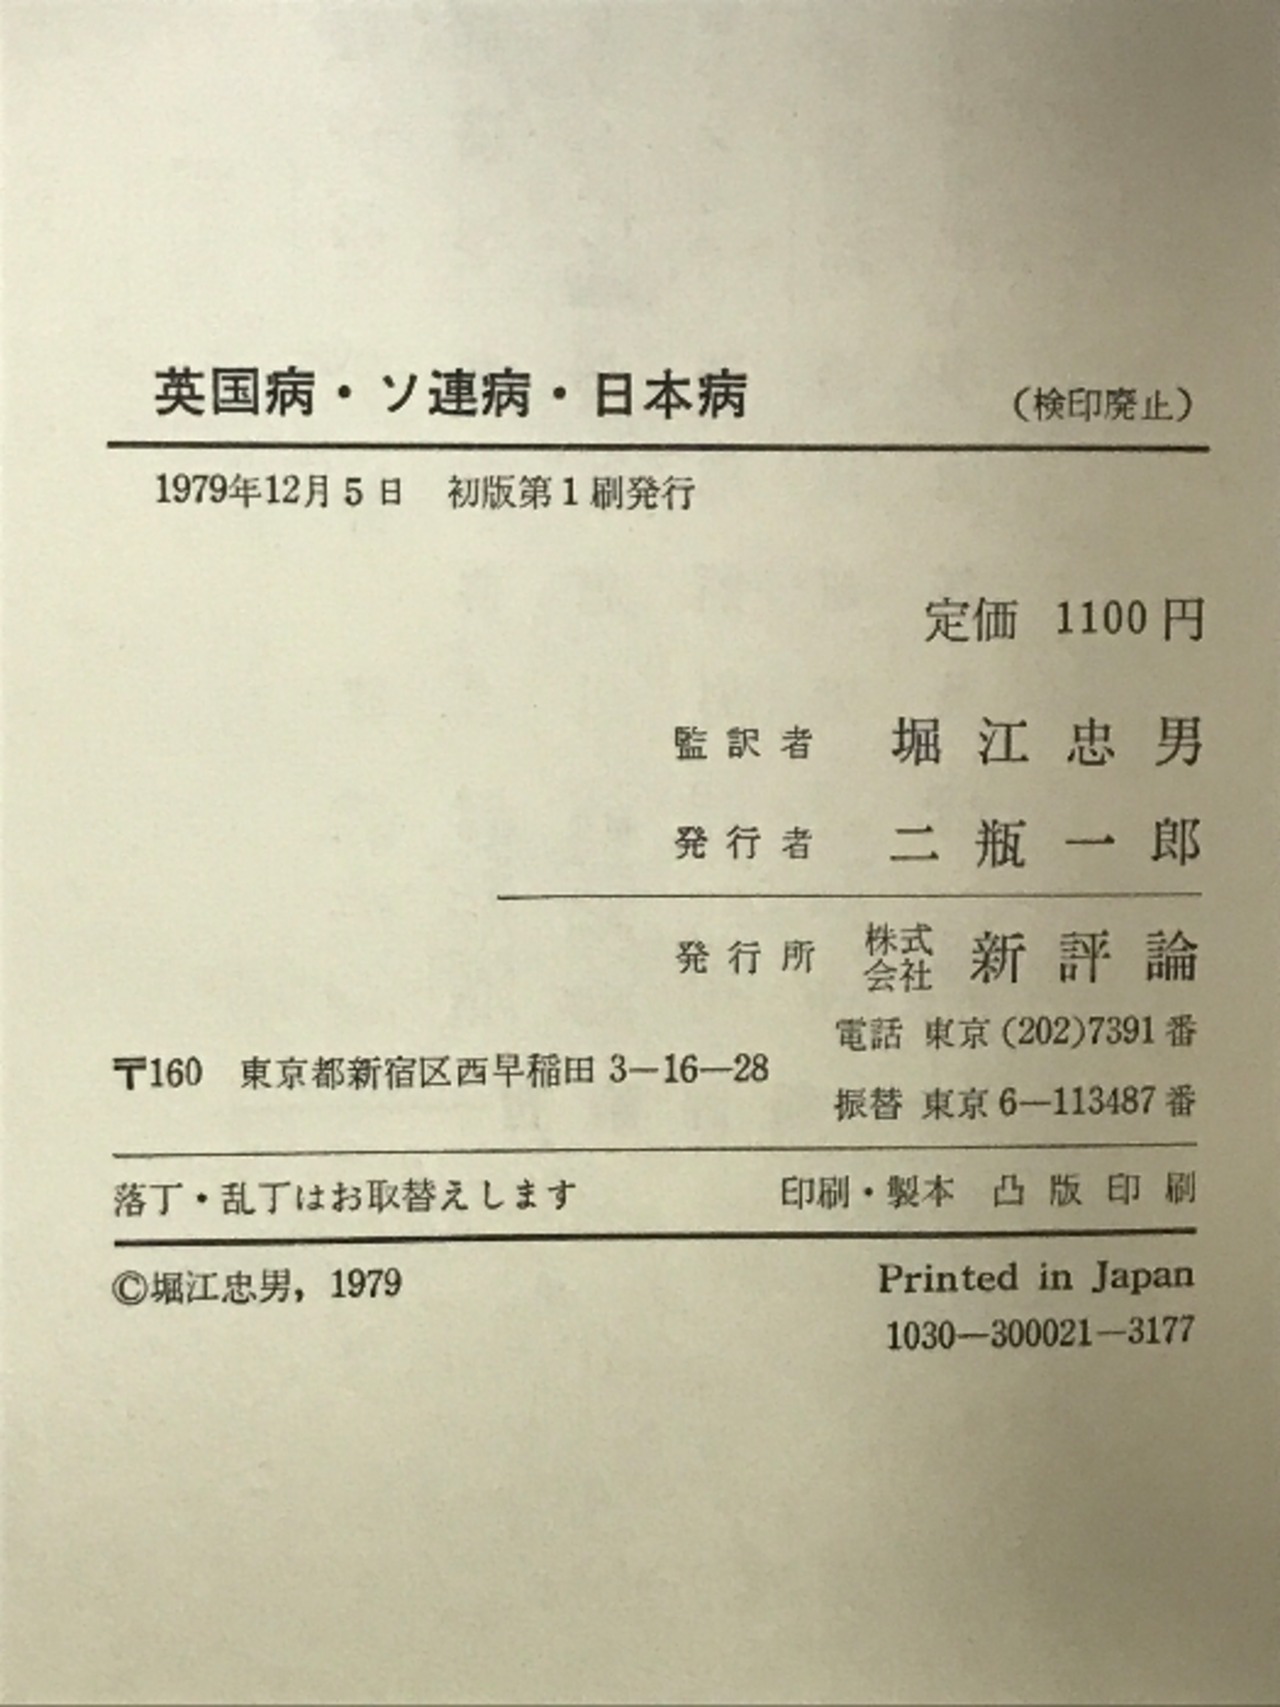 英国病・ソ連病・日本病 （検印廃止）
1979年12月5日 初版第1刷発行
定価 1100円
監訳者 堀江忠男
発行者 二瓶一郎
発行所 株式会社 新評論
電話 東京(202)7391番
〒160 東京都新宿区西早稲田3—16—28
振替 東京6—113487番
落丁・乱丁はお取替えします 印刷・製本 凸版印刷
©堀江忠男，1979 Printed in Japan
1030—300021—3177